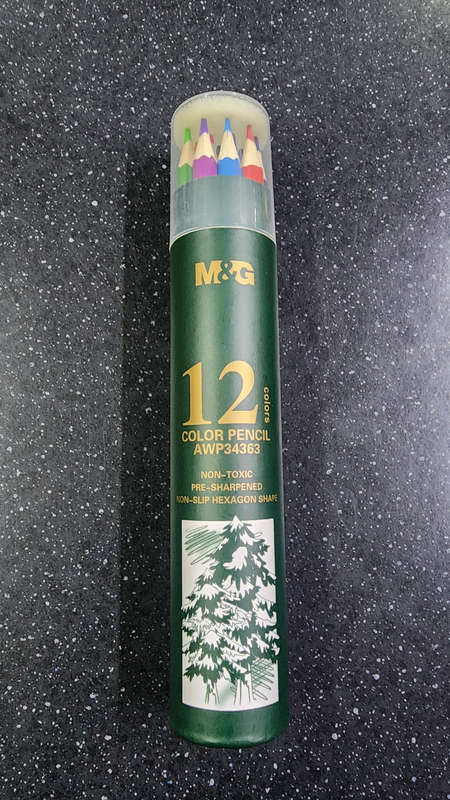 M&G
12 colors
COLOR PENCIL
AWP34363
NON-TOXIC
PRE-SHARPENED
NON-SLIP HEXAGON SHAPE